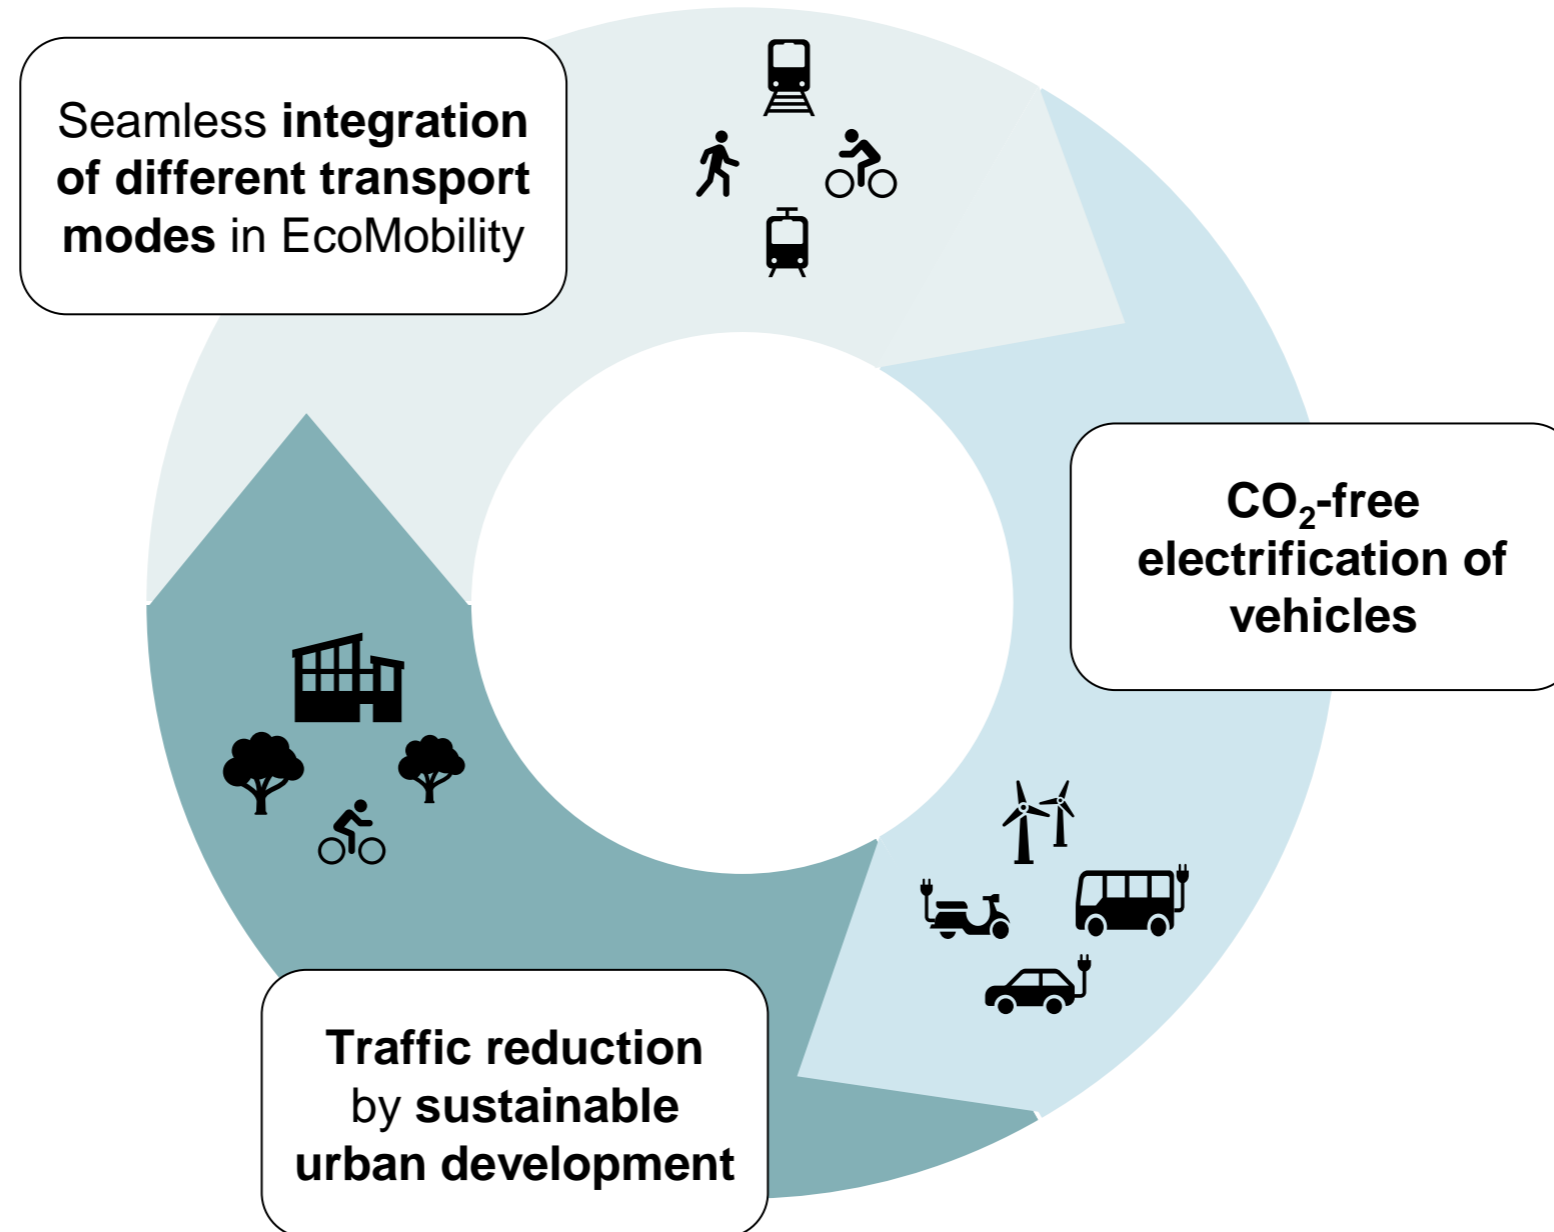 Seamless integration
of different transport
modes in EcoMobility
CO₂-free
electrification of
vehicles
Traffic reduction
by sustainable
urban development